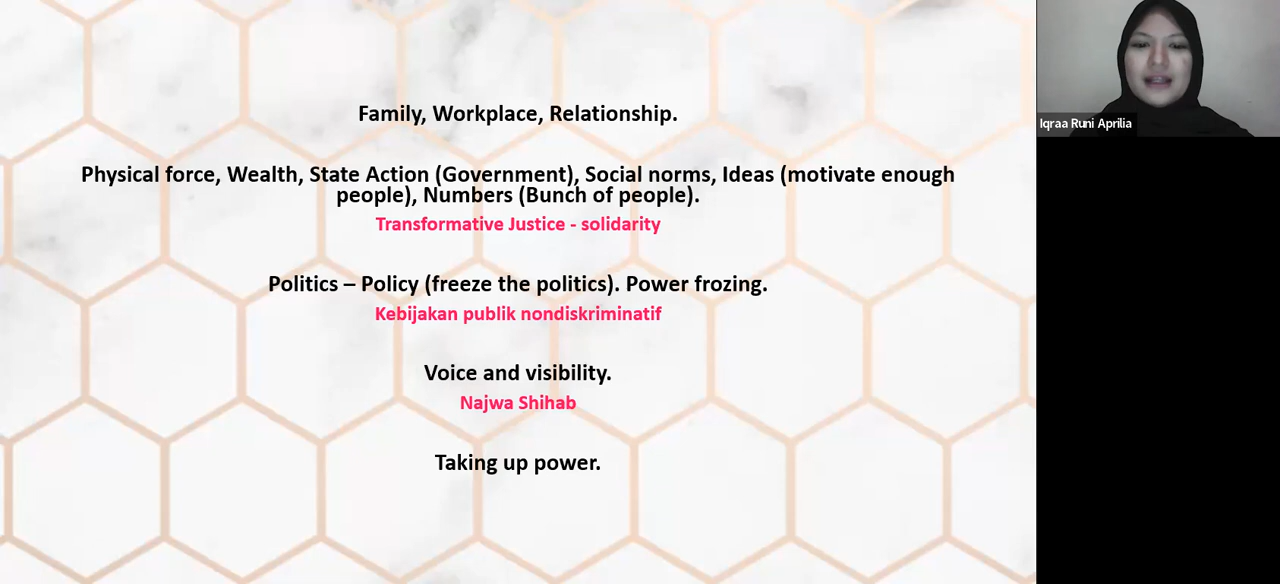 Family, Workplace, Relationship.
Physical force, Wealth, State Action (Government), Social norms, Ideas (motivate enough
people), Numbers (Bunch of people).
Transformative Justice - solidarity
Politics – Policy (freeze the politics). Power frozing.
Kebijakan publik nondiskriminatif
Voice and visibility.
Najwa Shihab
Taking up power.
Iqraa Runi Aprilia